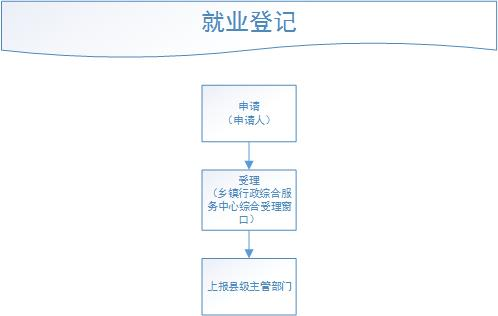 就业登记
申请
（申请人）
受理
（乡镇行政综合服
务中心综合受理窗
口）
上报县级主管部门